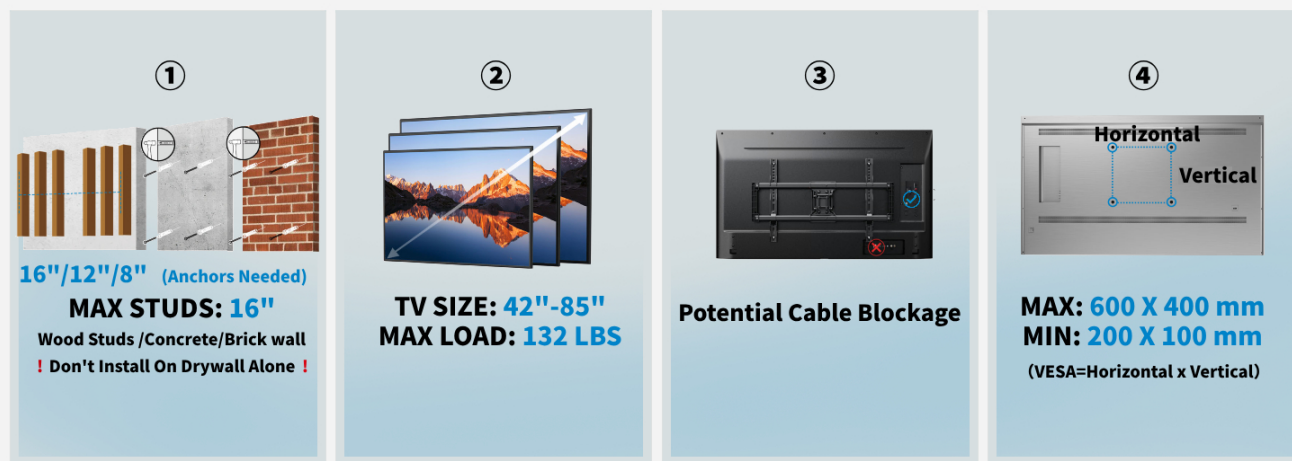 ①
16"/12"/8" (Anchors Needed)
MAX STUDS: 16"
Wood Studs /Concrete/Brick wall
! Don't Install On Drywall Alone !
②
TV SIZE: 42"-85"
MAX LOAD: 132 LBS
③
Potential Cable Blockage
④
Horizontal
Vertical
MAX: 600 X 400 mm
MIN: 200 X 100 mm
(VESA=Horizontal x Vertical)